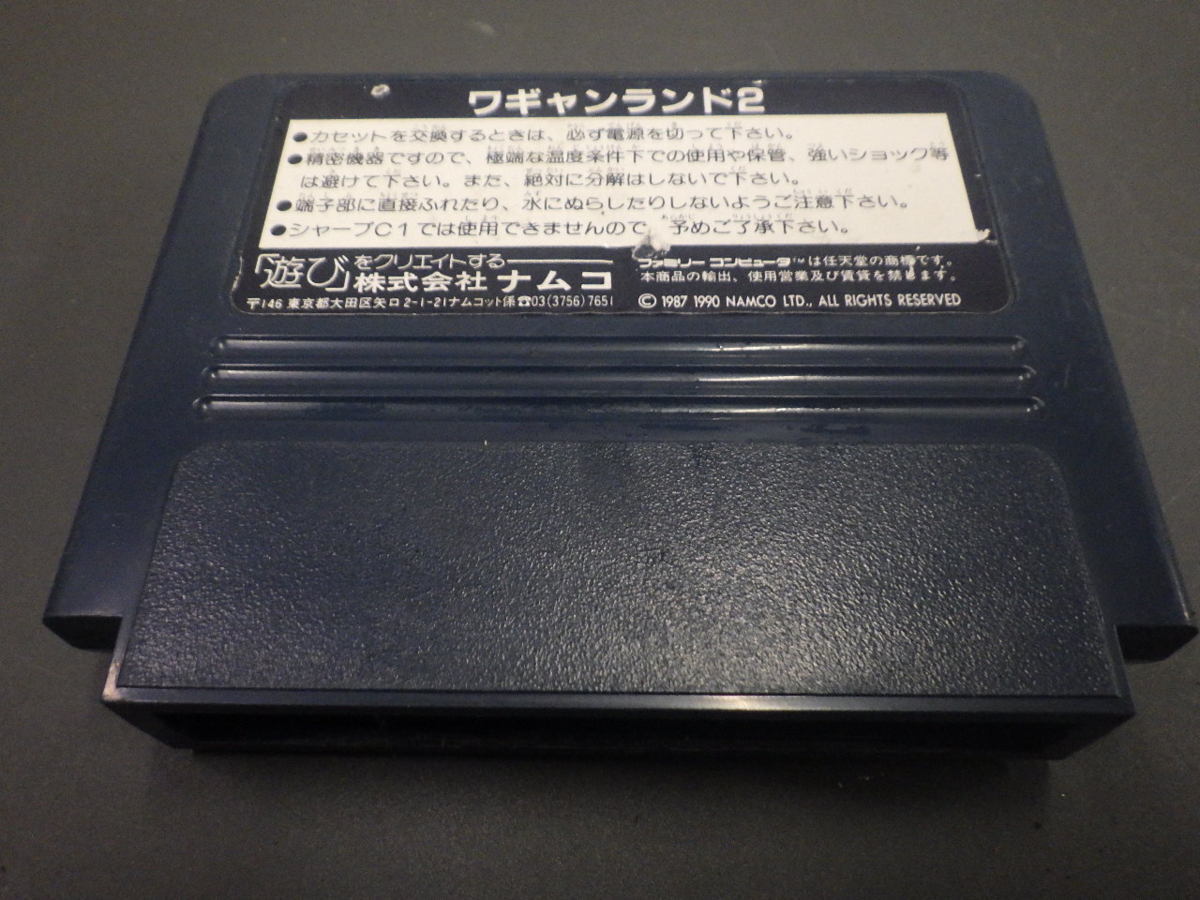 ワギャンランド2
●カセットを交換するときは、必ず電源を切って下さい。
●精密機器ですので、極端な温度条件下での使用や保管、強いショック等
は避けて下さい。また、絶対に分解はしないで下さい。
●端子部に直接ふれたり、水にぬらしたりしないようご注意下さい。
●シャープC1では使用できませんので、予めご了承下さい。
「遊び」をクリエイトする
株式会社 ナムコ
〒146 東京都大田区矢口2-1-21ナムコット係☎03(3756)7651
ファミリーコンピュータ™は任天堂の商標です。
本商品の輸出、使用営業及び賃貸を禁じます。
© 1987 1990 NAMCO LTD., ALL RIGHTS RESERVED